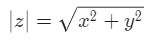 |z| = √(x² + y²)